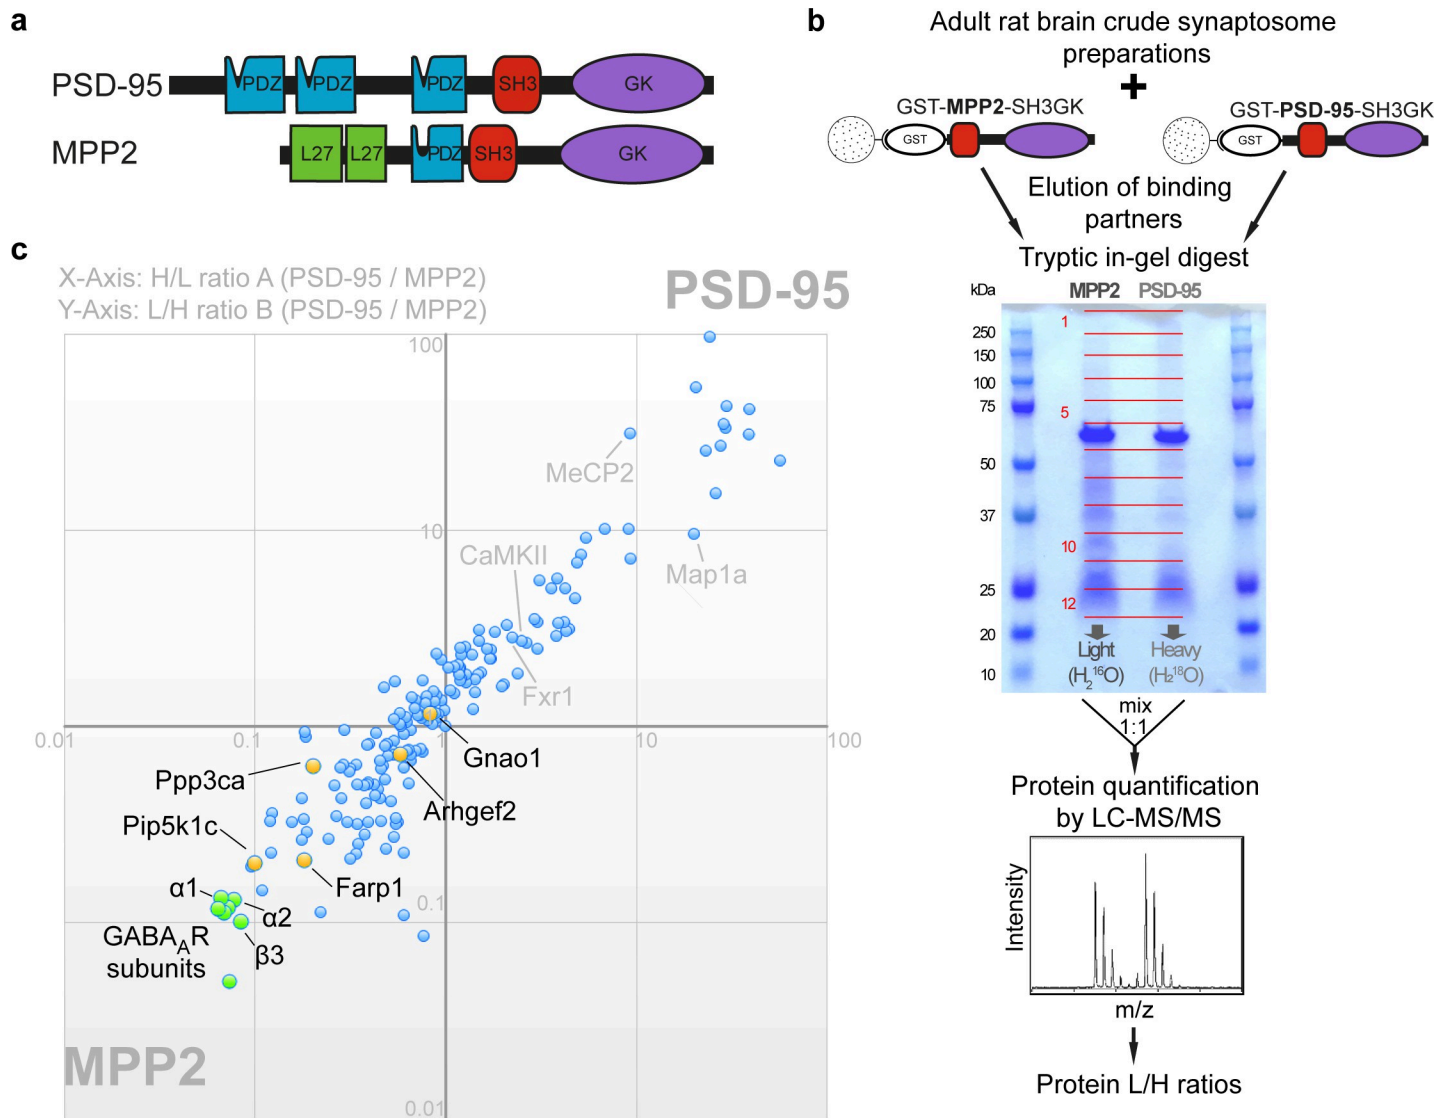 a
PSD-95
PDZ
PDZ
PDZ
SH3
GK
MPP2
L27
L27
PDZ
SH3
GK
b
Adult rat brain crude synaptosome
preparations
+
GST-MPP2-SH3GK
GST-PSD-95-SH3GK
GST
GST
Elution of binding
partners
Tryptic in-gel digest
kDa
MPP2
PSD-95
250
150
100
75
50
37
25
20
10
1
5
10
12
Light
(H₂¹⁶O)
Heavy
(H₂¹⁸O)
mix
1:1
Protein quantification
by LC-MS/MS
Intensity
m/z
Protein L/H ratios
c
X-Axis: H/L ratio A (PSD-95 / MPP2)
Y-Axis: L/H ratio B (PSD-95 / MPP2)
PSD-95
100
MeCP2
10
CaMKII
Map1a
Fxr1
0.01
0.1
1
10
100
Gnao1
Ppp3ca
Arhgef2
Pip5k1c
Farp1
α1
0.1
α2
GABA_AR
subunits
β3
MPP2
0.01